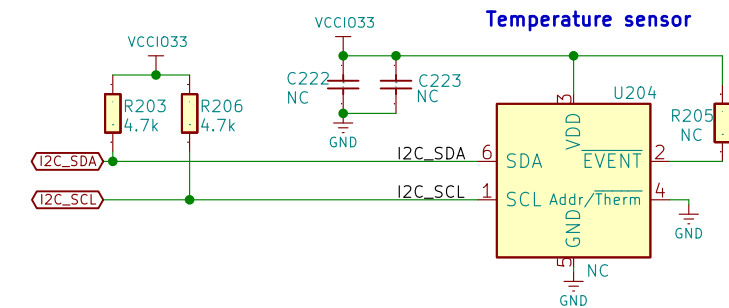 Temperature sensor
VCCIO33
VCCIO33
C222
NC
C223
NC
U204
R203
4.7k
R206
4.7k
R205
NC
GND
3
VDD
I2C_SDA
I2C_SDA
6
SDA
EVENT
2
I2C_SCL
I2C_SCL
1
SCL
Addr/Therm
4
GND
GND
5
NC
GND